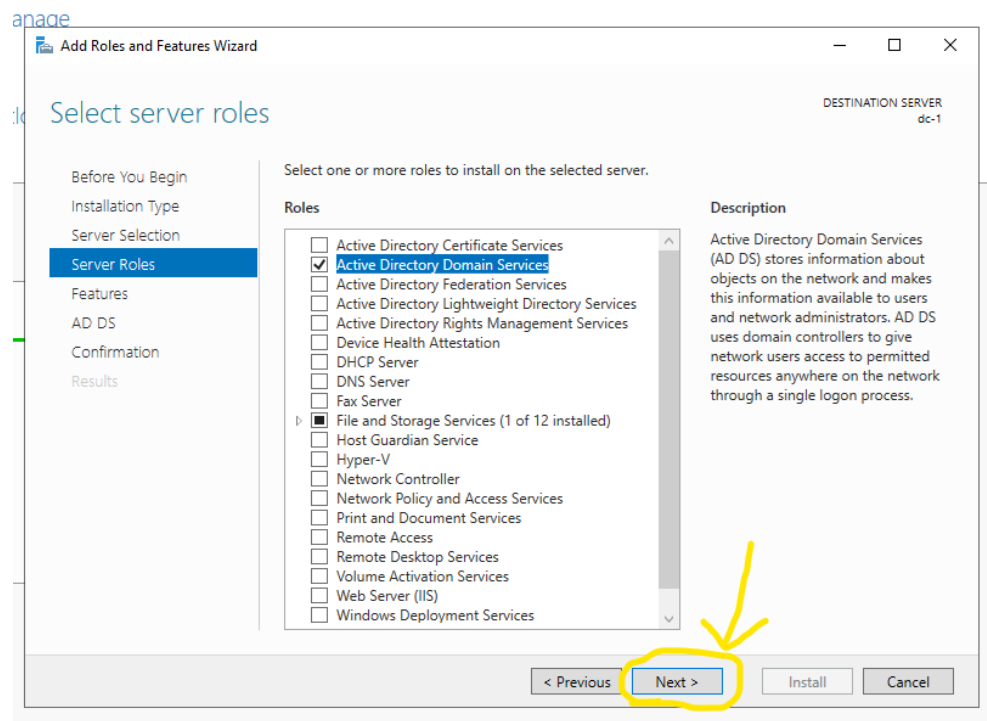 anage
Add Roles and Features Wizard
Select server roles
DESTINATION SERVER
dc-1
Before You Begin
Installation Type
Server Selection
Server Roles
Features
AD DS
Confirmation
Results
Select one or more roles to install on the selected server.
Roles
Active Directory Certificate Services
Active Directory Domain Services
Active Directory Federation Services
Active Directory Lightweight Directory Services
Active Directory Rights Management Services
Device Health Attestation
DHCP Server
DNS Server
Fax Server
File and Storage Services (1 of 12 installed)
Host Guardian Service
Hyper-V
Network Controller
Network Policy and Access Services
Print and Document Services
Remote Access
Remote Desktop Services
Volume Activation Services
Web Server (IIS)
Windows Deployment Services
Description
Active Directory Domain Services
(AD DS) stores information about
objects on the network and makes
this information available to users
and network administrators. AD DS
uses domain controllers to give
network users access to permitted
resources anywhere on the network
through a single logon process.
< Previous
Next >
Install
Cancel